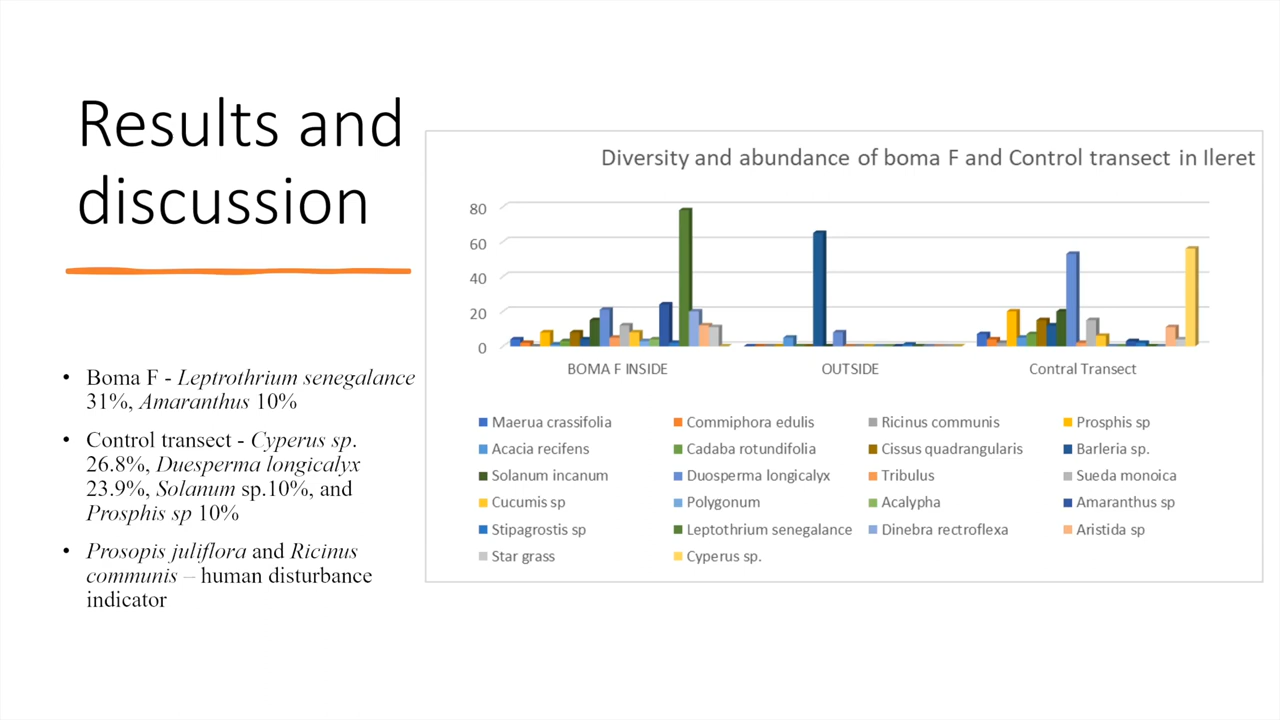 Results and
discussion
• Boma F - Leptrothrium senegalance
31%, Amaranthus 10%
• Control transect - Cyperus sp.
26.8%, Duesperma longicalyx
23.9%, Solanum sp.10%, and
Prosphis sp 10%
• Prosopis juliflora and Ricinus
communis – human disturbance
indicator
Diversity and abundance of boma F and Control transect in Ileret
80
60
40
20
0
BOMA F INSIDE OUTSIDE Contral Transect
Maerua crassifolia Commiphora edulis Ricinus communis Prosphis sp
Acacia recifens Cadaba rotundifolia Cissus quadrangularis Barleria sp.
Solanum incanum Duosperma longicalyx Tribulus Sueda monoica
Cucumis sp Polygonum Acalypha Amaranthus sp
Stipagrostis sp Leptothrium senegalance Dinebra rectroflexa Aristida sp
Star grass Cyperus sp.